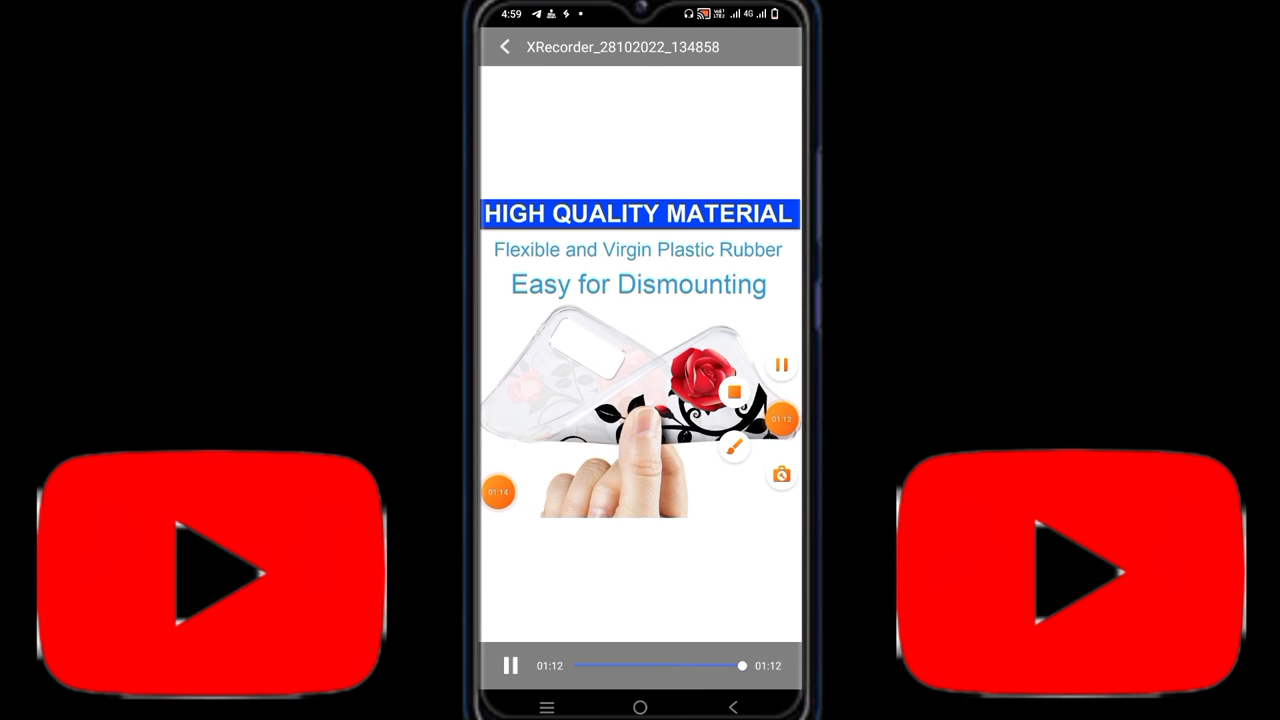 4:59
4G
XRecorder_28102022_134858
HIGH QUALITY MATERIAL
Flexible and Virgin Plastic Rubber
Easy for Dismounting
01:12
01:14
01:12
01:12